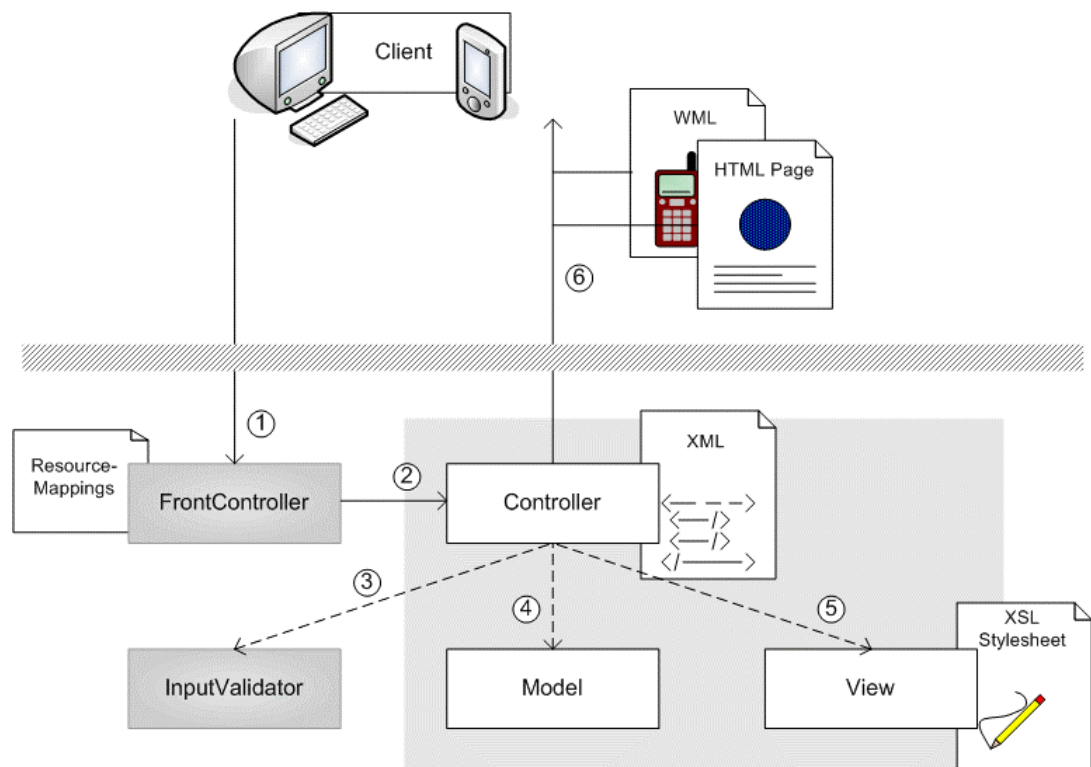 Client
WML
HTML Page
6
1
Resource-
Mappings
FrontController
2
Controller
XML
3
4
5
InputValidator
Model
View
XSL
Stylesheet